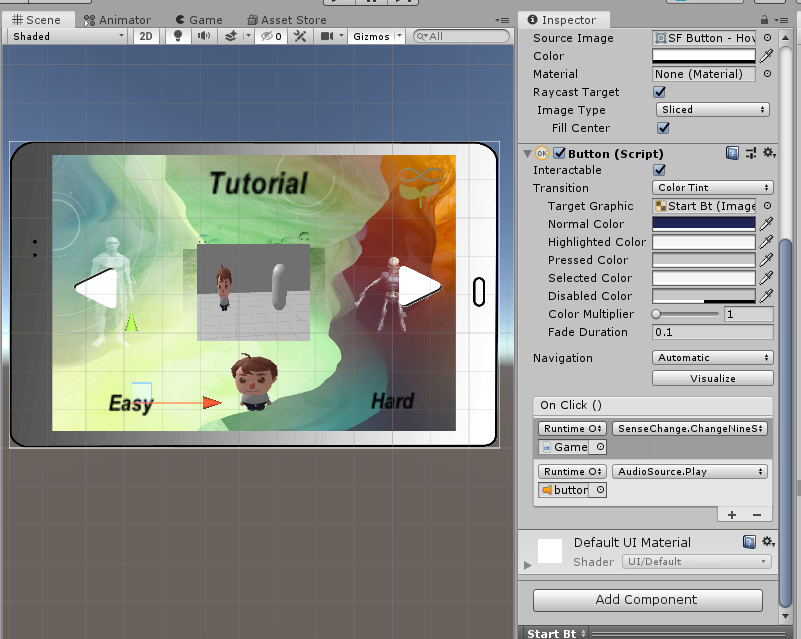 Scene Animator Game Asset Store
Shaded 2D 0 Gizmos All
Tutorial
Easy
Hard
Inspector
Source Image SF Button - Hov
Color
Material None (Material)
Raycast Target
Image Type Sliced
Fill Center
OK Button (Script)
Interactable
Transition Color Tint
Target Graphic Start Bt (Image
Normal Color
Highlighted Color
Pressed Color
Selected Color
Disabled Color
Color Multiplier 1
Fade Duration 0.1
Navigation Automatic
Visualize
On Click ()
Runtime O SenseChange.ChangeNineS
Game
Runtime O AudioSource.Play
button
+ −
Default UI Material
Shader UI/Default
Add Component
Start Bt